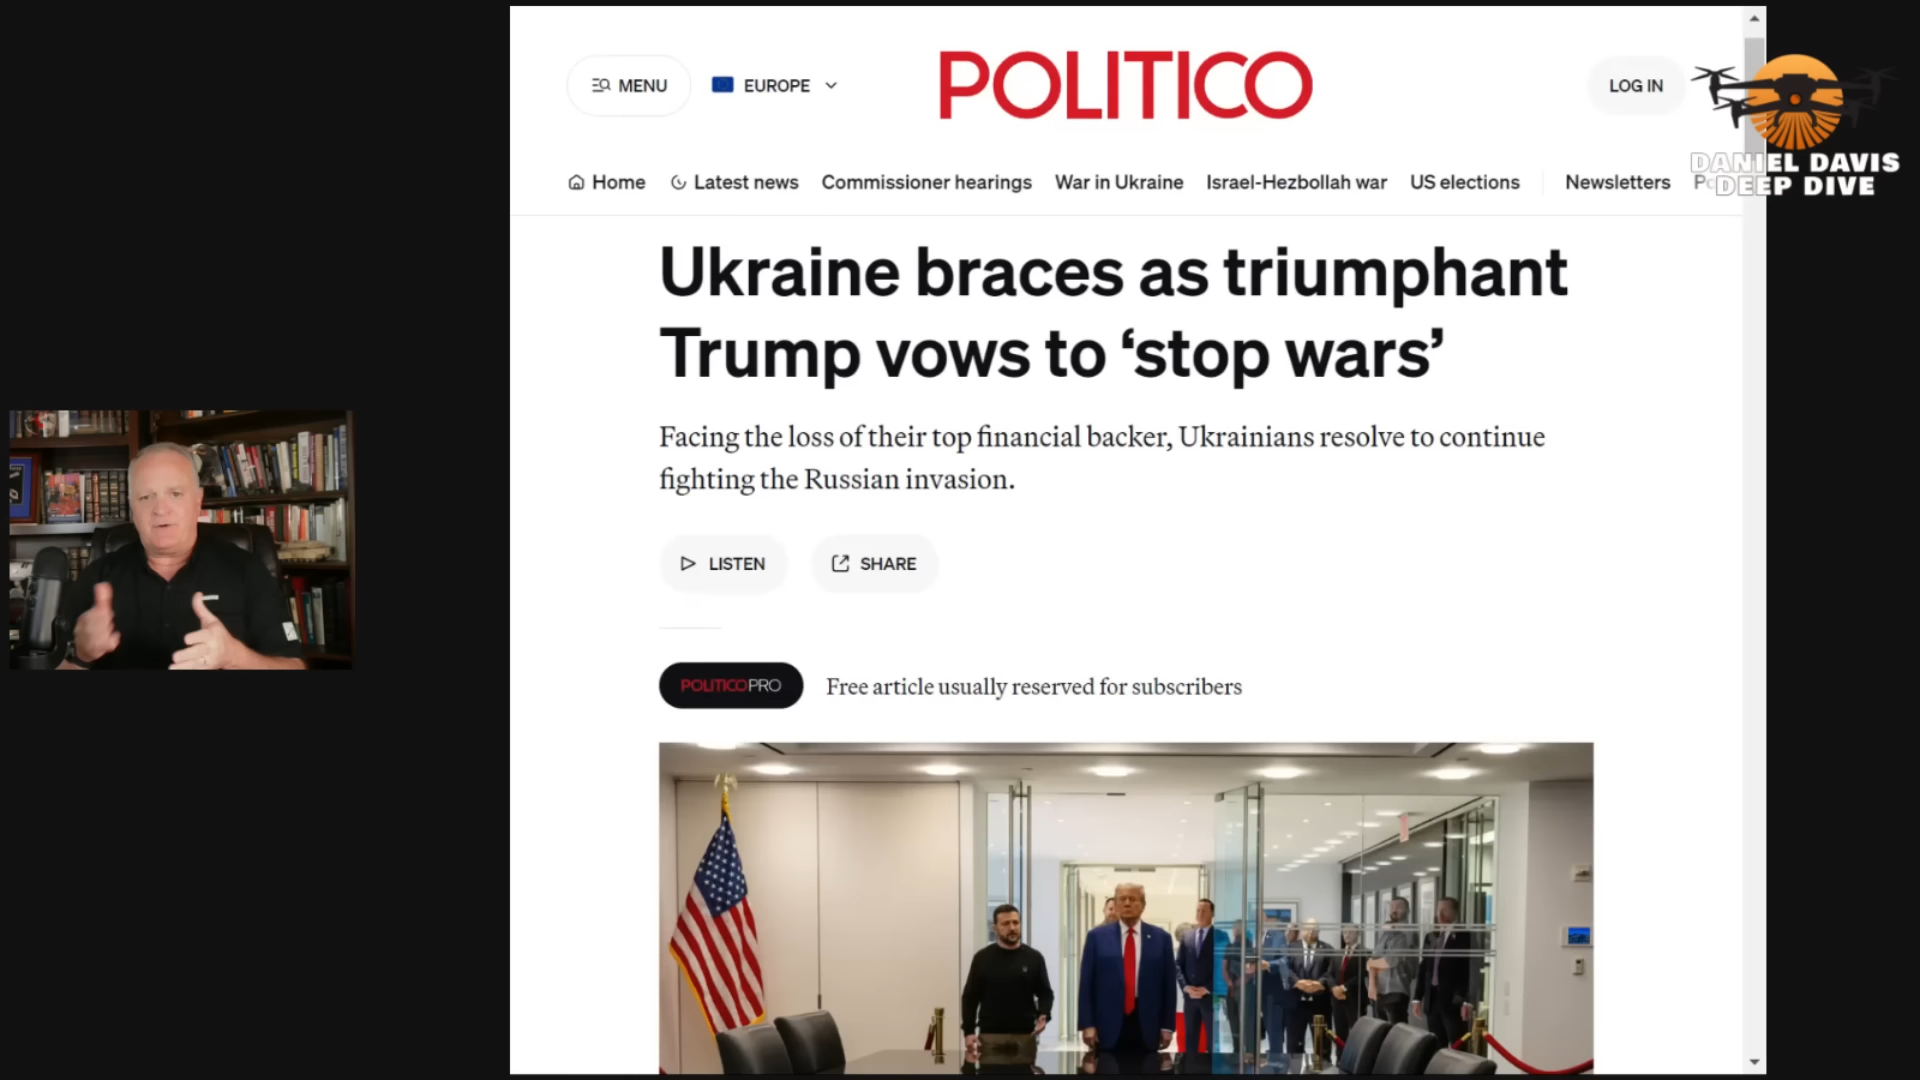 MENU
EUROPE
POLITICO
LOG IN
DANIEL DAVIS
DEEP DIVE
Home
Latest news
Commissioner hearings
War in Ukraine
Israel-Hezbollah war
US elections
Newsletters
Ukraine braces as triumphant
Trump vows to ‘stop wars’
Facing the loss of their top financial backer, Ukrainians resolve to continue
fighting the Russian invasion.
LISTEN
SHARE
POLITICOPRO
Free article usually reserved for subscribers